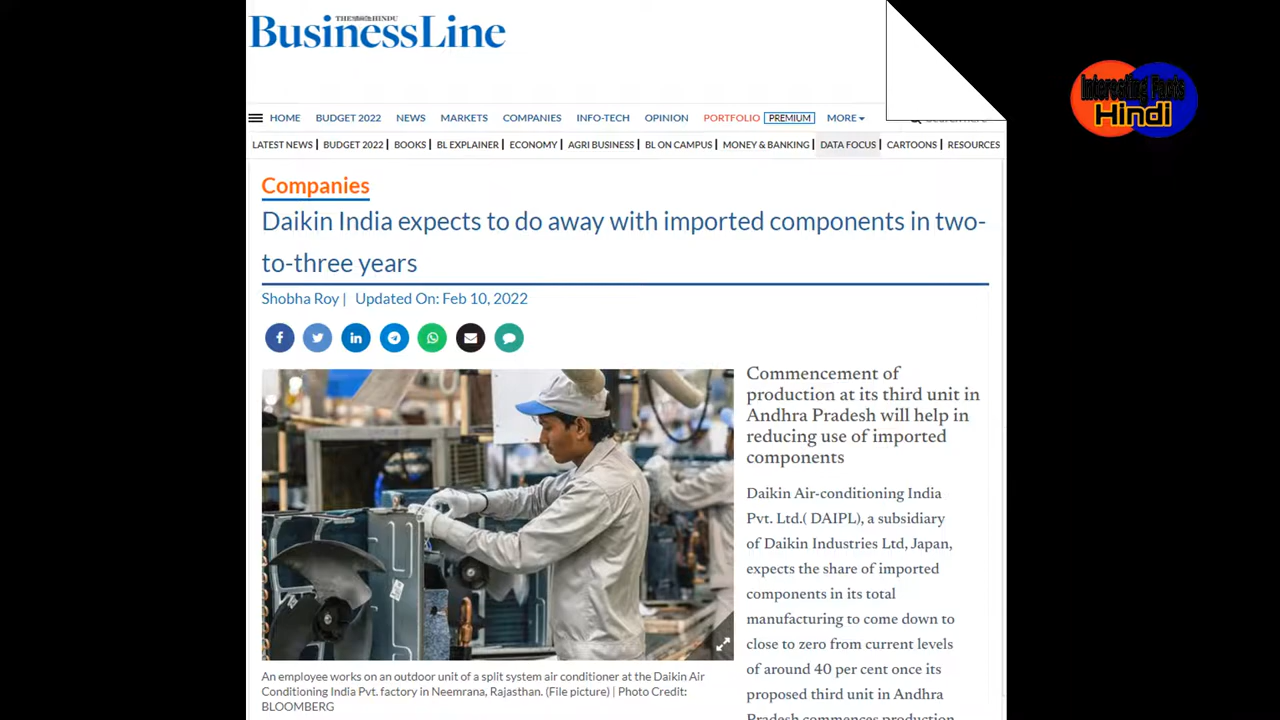 THE HINDU
BusinessLine
Interesting Facts
Hindi
HOME BUDGET 2022 NEWS MARKETS COMPANIES INFO-TECH OPINION PORTFOLIO PREMIUM MORE
LATEST NEWS | BUDGET 2022 | BOOKS | BL EXPLAINER | ECONOMY | AGRI BUSINESS | BL ON CAMPUS | MONEY & BANKING | DATA FOCUS | CARTOONS | RESOURCES
Companies
Daikin India expects to do away with imported components in two-
to-three years
Shobha Roy | Updated On: Feb 10, 2022
An employee works on an outdoor unit of a split system air conditioner at the Daikin Air
Conditioning India Pvt. factory in Neemrana, Rajasthan. (File picture) | Photo Credit:
BLOOMBERG
Commencement of
production at its third unit in
Andhra Pradesh will help in
reducing use of imported
components
Daikin Air-conditioning India
Pvt. Ltd.( DAIPL), a subsidiary
of Daikin Industries Ltd, Japan,
expects the share of imported
components in its total
manufacturing to come down to
close to zero from current levels
of around 40 per cent once its
proposed third unit in Andhra
Pradesh commences production